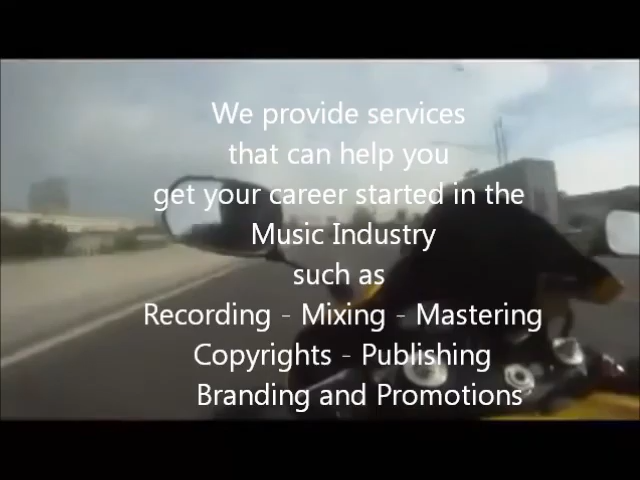 We provide services
that can help you
get your career started in the
Music Industry
such as
Recording - Mixing - Mastering
Copyrights - Publishing
Branding and Promotions